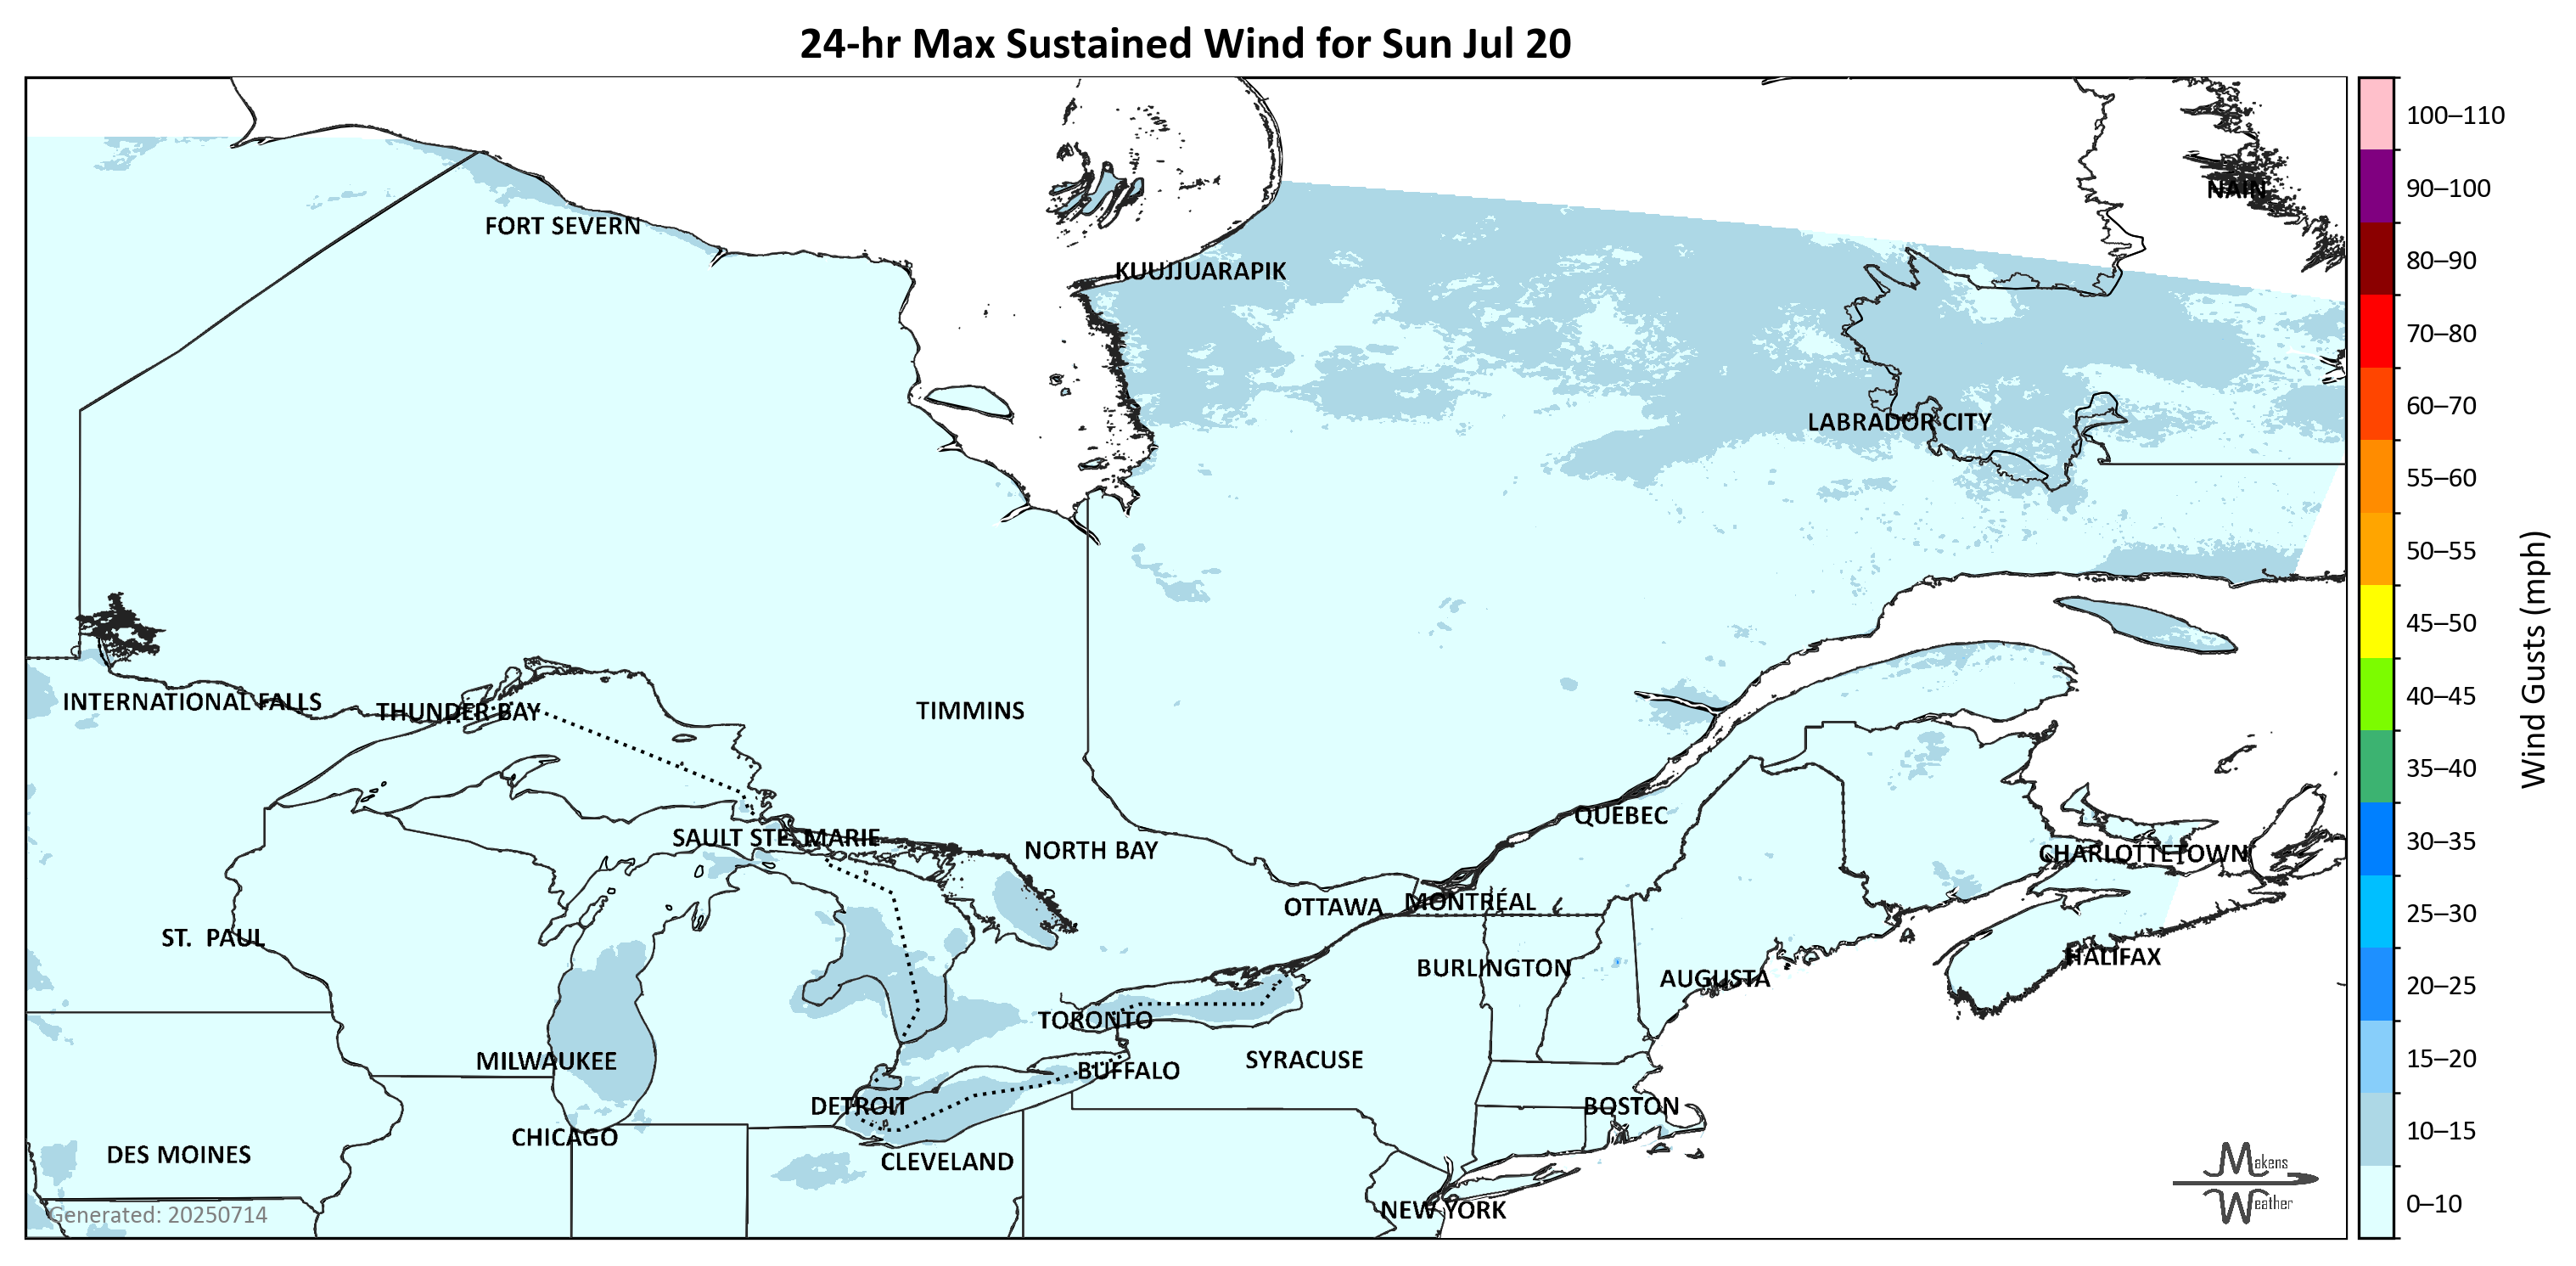 24-hr Max Sustained Wind for Sun Jul 20
100–110
90–100
80–90
70–80
60–70
55–60
50–55
45–50
40–45
35–40
30–35
25–30
20–25
15–20
10–15
0–10
Wind Gusts (mph)
NAIN
FORT SEVERN
KUUJJUARAPIK
LABRADOR CITY
INTERNATIONAL FALLS
THUNDER BAY
TIMMINS
QUÉBEC
SAULT STE. MARIE
NORTH BAY
CHARLOTTETOWN
OTTAWA
MONTRÉAL
ST. PAUL
HALIFAX
BURLINGTON
AUGUSTA
TORONTO
MILWAUKEE
SYRACUSE
BUFFALO
DETROIT
BOSTON
CHICAGO
DES MOINES
CLEVELAND
NEW YORK
Generated: 20250714
Makens
Weather